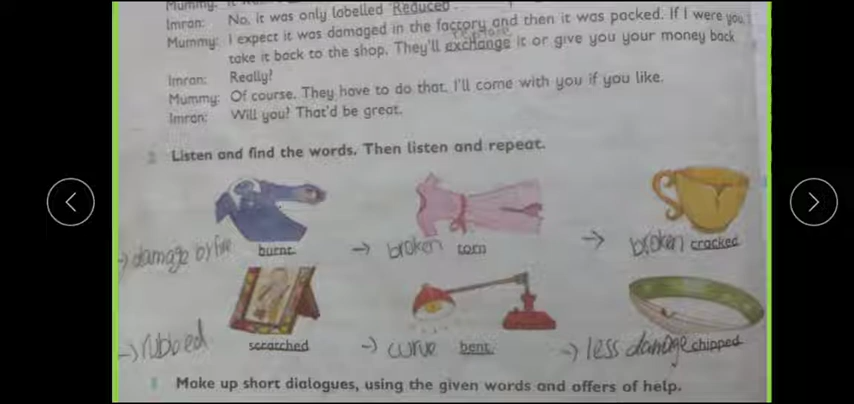 Mummy: It was
Imran: No. It was only labelled 'Reduced'.
Mummy: I expect it was damaged in the factory and then it was packed. If I were you,
take it back to the shop. They'll exchange it or give you your money back
Imran: Really?
Mummy: Of course. They have to do that. I'll come with you if you like.
Imran: Will you? That'd be great.
2 Listen and find the words. Then listen and repeat.
→ damage by fire burnt → broken torn → broken cracked
→ rubbed scratched → curve bent → less damage chipped
Make up short dialogues, using the given words and offers of help.